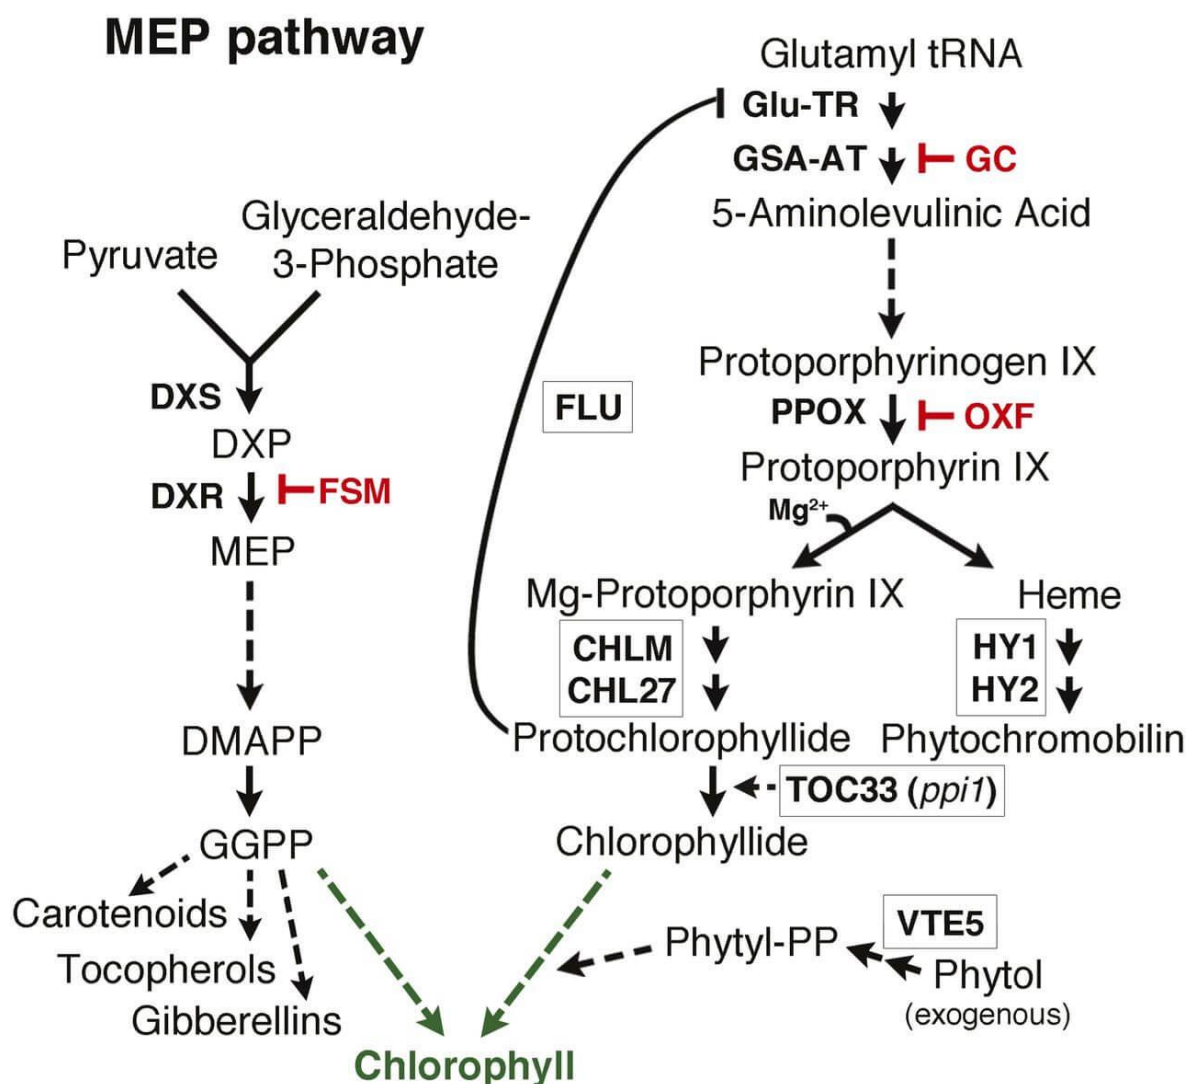 MEP pathway
Pyruvate
Glyceraldehyde-
3-Phosphate
DXS
DXP
DXR
FSM
MEP
DMAPP
GGPP
Carotenoids
Tocopherols
Gibberellins
Chlorophyll
Glutamyl tRNA
Glu-TR
GSA-AT
GC
5-Aminolevulinic Acid
Protoporphyrinogen IX
FLU
PPOX
OXF
Protoporphyrin IX
Mg²⁺
Mg-Protoporphyrin IX
Heme
CHLM
CHL27
HY1
HY2
Protochlorophyllide
Phytochromobilin
TOC33 (ppi1)
Chlorophyllide
VTE5
Phytyl-PP
Phytol
(exogenous)